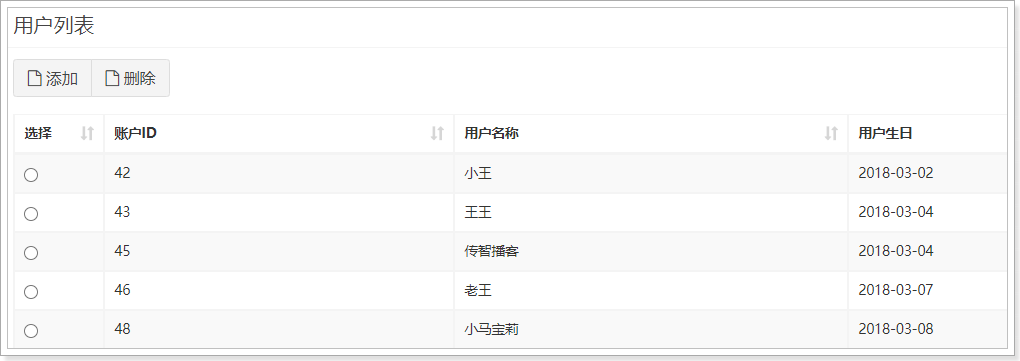 用户列表
添加 删除
选择 账户ID 用户名称 用户生日
42 小王 2018-03-02
43 王王 2018-03-04
45 传智播客 2018-03-04
46 老王 2018-03-07
48 小马宝莉 2018-03-08